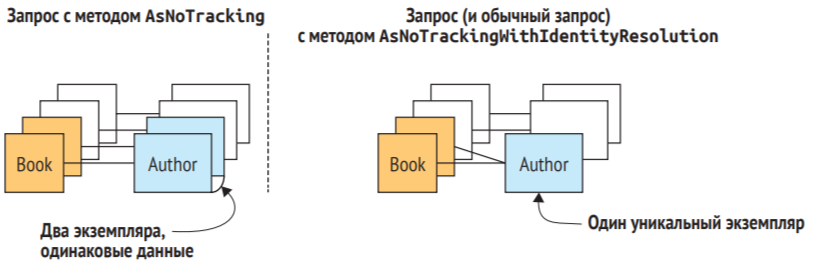 Запрос с методом AsNoTracking
Запрос (и обычный запрос)
с методом AsNoTrackingWithIdentityResolution
Book
Author
Два экземпляра,
одинаковые данные
Book
Author
Один уникальный экземпляр